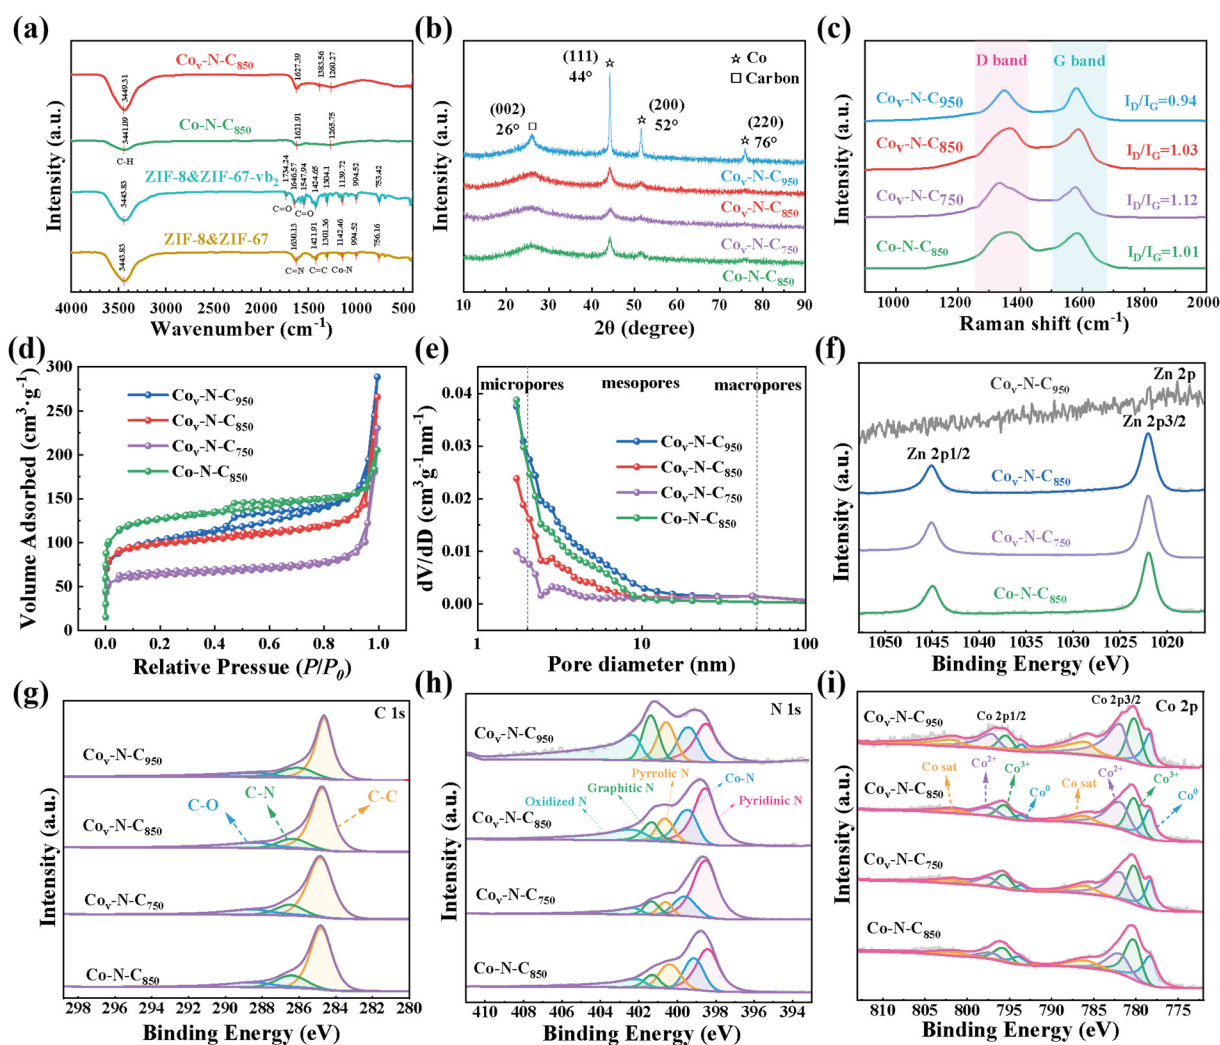 (a)
Intensity (a.u.)
Coᵥ-N-C₈₅₀
3449.31
1627.39
1383.56
1260.27
Co-N-C₈₅₀
3441.09
1621.91
1265.75
C-H
ZIF-8&ZIF-67-vb₂
3443.83
1734.24
1646.57
1547.94
1424.65
1304.1
1139.72
994.52
753.42
C=O
C=O
ZIF-8&ZIF-67
3443.83
1630.13
1421.91
1301.36
1142.46
994.52
756.16
C=N
C=C
Co-N
4000 3500 3000 2500 2000 1500 1000 500
Wavenumber (cm⁻¹)
(b)
Intensity (a.u.)
(111)
44°
☆ Co
□ Carbon
(002)
26°
(200)
52°
(220)
76°
Coᵥ-N-C₉₅₀
Coᵥ-N-C₈₅₀
Coᵥ-N-C₇₅₀
Co-N-C₈₅₀
10 20 30 40 50 60 70 80 90
2θ (degree)
(c)
Intensity (a.u.)
D band
G band
Coᵥ-N-C₉₅₀
I_D/I_G=0.94
Coᵥ-N-C₈₅₀
I_D/I_G=1.03
Coᵥ-N-C₇₅₀
I_D/I_G=1.12
Co-N-C₈₅₀
I_D/I_G=1.01
1000 1200 1400 1600 1800 2000
Raman shift (cm⁻¹)
(d)
Volume Adsorbed (cm³·g⁻¹)
300
250
200
150
100
50
0
Coᵥ-N-C₉₅₀
Coᵥ-N-C₈₅₀
Coᵥ-N-C₇₅₀
Co-N-C₈₅₀
0.0 0.2 0.4 0.6 0.8 1.0
Relative Pressue (P/P₀)
(e)
dV/dD (cm³g⁻¹nm⁻¹)
0.04
0.03
0.02
0.01
0.00
micropores
mesopores
macropores
Coᵥ-N-C₉₅₀
Coᵥ-N-C₈₅₀
Coᵥ-N-C₇₅₀
Co-N-C₈₅₀
1 10 100
Pore diameter (nm)
(f)
Intensity (a.u.)
Coᵥ-N-C₉₅₀
Zn 2p
Zn 2p3/2
Zn 2p1/2
Coᵥ-N-C₈₅₀
Coᵥ-N-C₇₅₀
Co-N-C₈₅₀
1050 1045 1040 1035 1030 1025 1020
Binding Energy (eV)
(g)
Intensity (a.u.)
C 1s
Coᵥ-N-C₉₅₀
C-O
C-N
C-C
Coᵥ-N-C₈₅₀
Coᵥ-N-C₇₅₀
Co-N-C₈₅₀
298 296 294 292 290 288 286 284 282 280
Binding Energy (eV)
(h)
Intensity (a.u.)
N 1s
Coᵥ-N-C₉₅₀
Pyrrolic N
Graphitic N
Co-N
Oxidized N
Pyridinic N
Coᵥ-N-C₈₅₀
Coᵥ-N-C₇₅₀
Co-N-C₈₅₀
410 408 406 404 402 400 398 396 394
Binding Energy (eV)
(i)
Intensity (a.u.)
Co 2p3/2
Co 2p
Co 2p1/2
Coᵥ-N-C₉₅₀
Co sat
Co²⁺
Co³⁺
Co⁰
Co sat
Co²⁺
Co³⁺
Co⁰
Coᵥ-N-C₈₅₀
Coᵥ-N-C₇₅₀
Co-N-C₈₅₀
810 805 800 795 790 785 780 775
Binding Energy (eV)